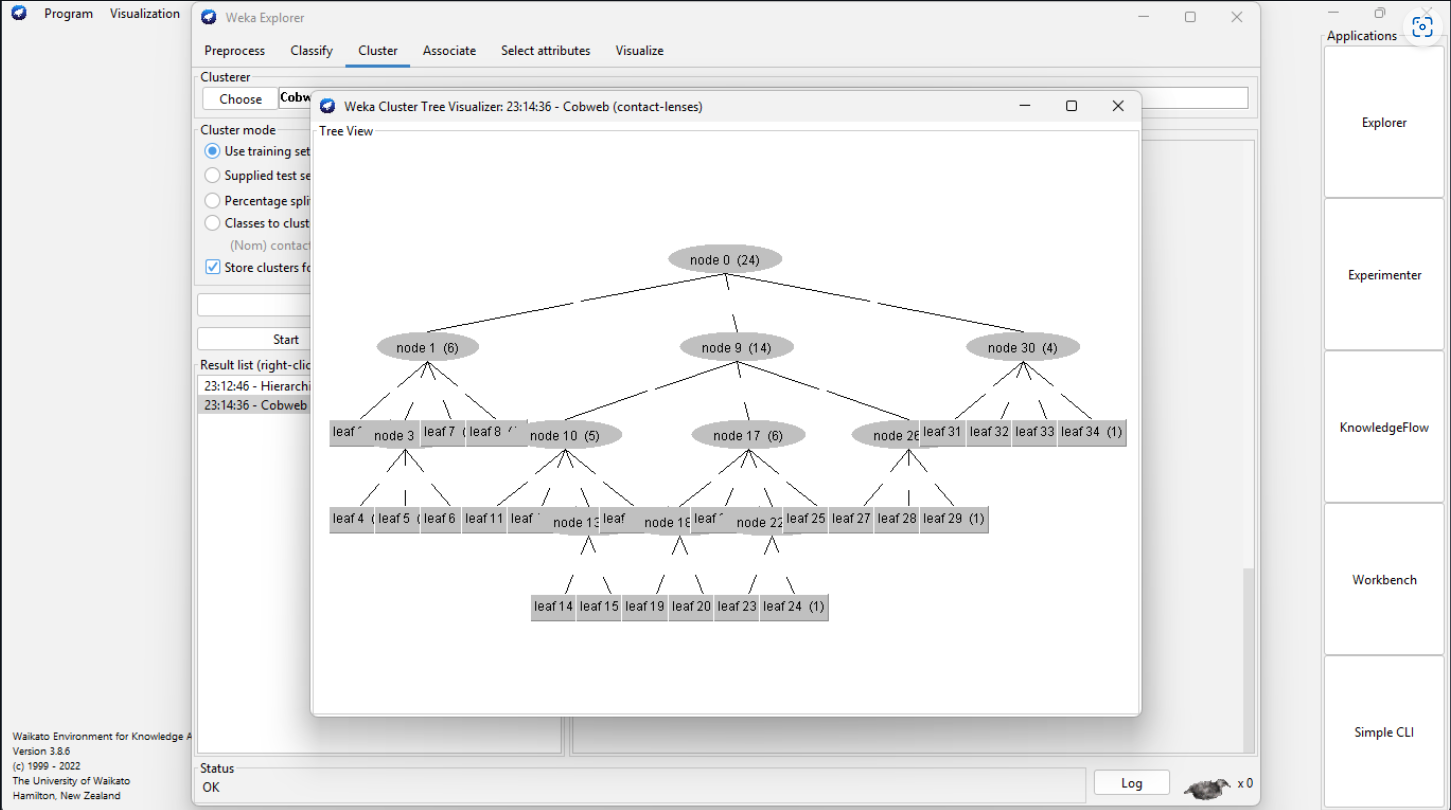 Program
Visualization
Weka Explorer
Applications
Preprocess
Classify
Cluster
Associate
Select attributes
Visualize
Clusterer
Choose
Cobw
Cluster mode
Use training set
Supplied test se
Percentage spli
Classes to clust
(Nom) contac
Store clusters fo
Start
Result list (right-clic
23:12:46 - Hierarchi
23:14:36 - Cobweb
Weka Cluster Tree Visualizer: 23:14:36 - Cobweb (contact-lenses)
Tree View
node 0 (24)
node 1 (6)
node 9 (14)
node 30 (4)
leaf
node 3
leaf 7 (
leaf 8
node 10 (5)
node 17 (6)
node 26
leaf 31
leaf 32
leaf 33
leaf 34 (1)
leaf 4 (
leaf 5 (
leaf 6
leaf 11
leaf
node 13
leaf
node 18
leaf
node 22
leaf 25
leaf 27
leaf 28
leaf 29 (1)
leaf 14
leaf 15
leaf 19
leaf 20
leaf 23
leaf 24 (1)
Explorer
Experimenter
KnowledgeFlow
Workbench
Simple CLI
Waikato Environment for Knowledge A
Version 3.8.6
(c) 1999 - 2022
The University of Waikato
Hamilton, New Zealand
Status
OK
Log
x 0